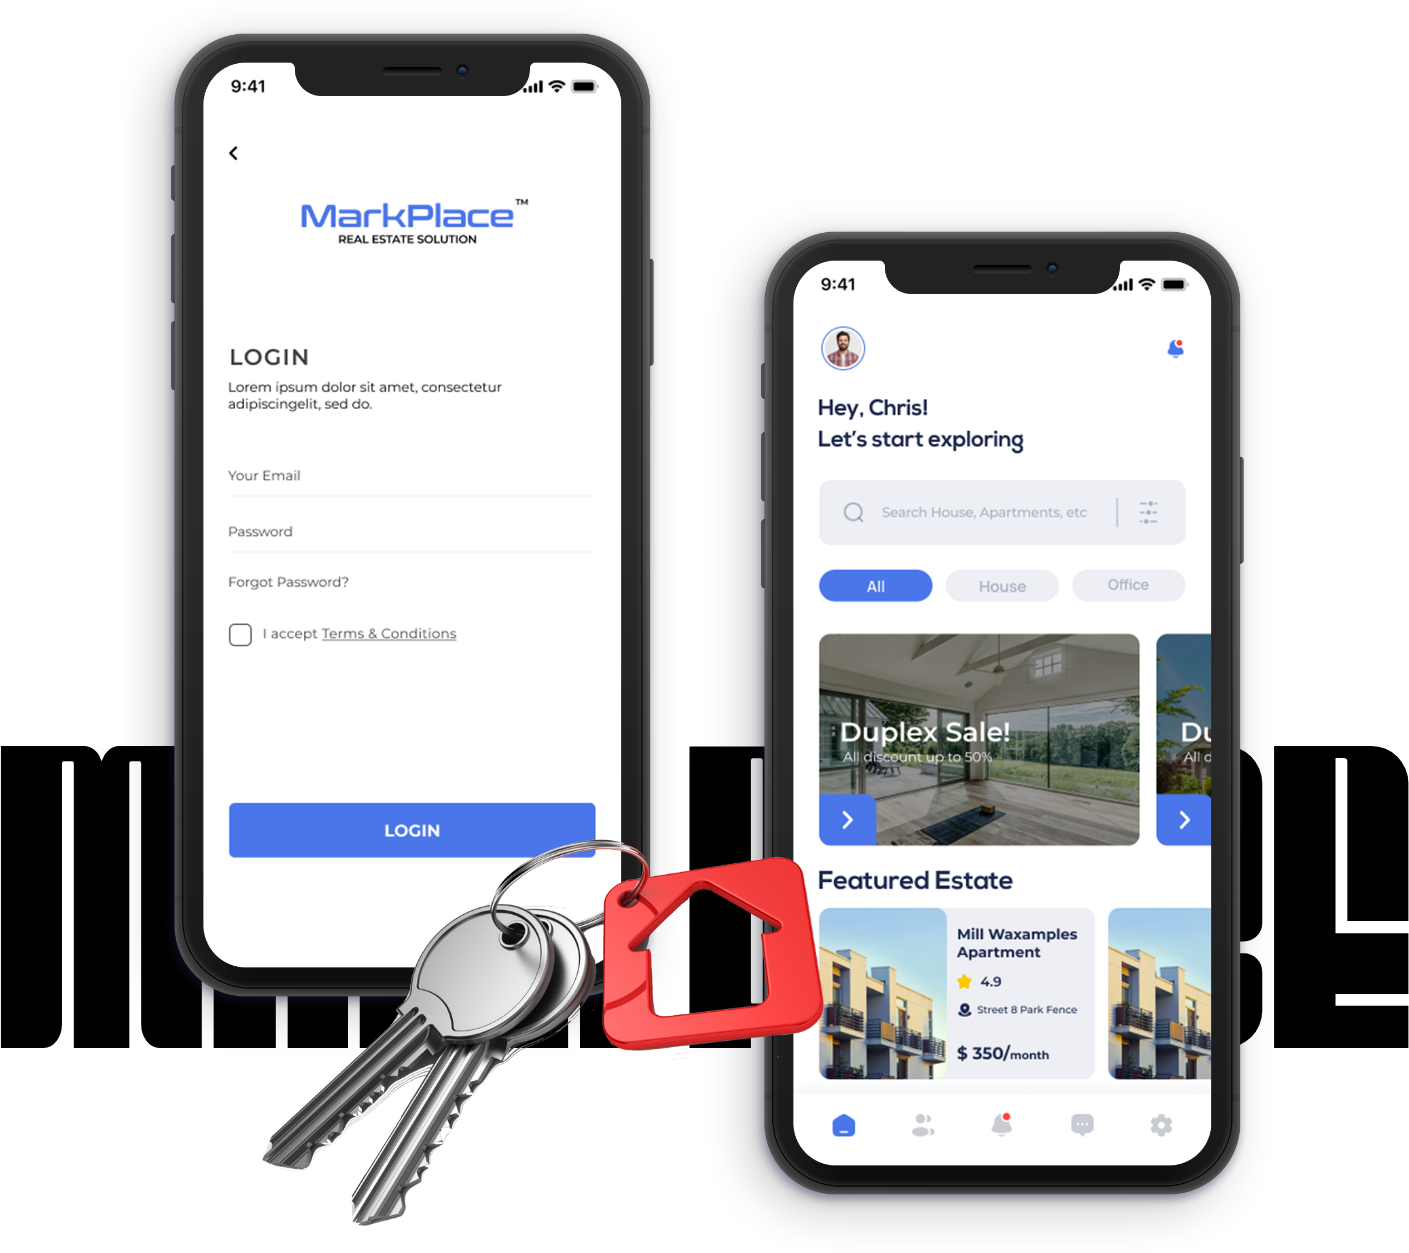 9:41
MarkPlace™
REAL ESTATE SOLUTION
LOGIN
Lorem ipsum dolor sit amet, consectetur
adipiscingelit, sed do.
Your Email
Password
Forgot Password?
I accept Terms & Conditions
LOGIN
9:41
Hey, Chris!
Let's start exploring
Search House, Apartments, etc
All
House
Office
Duplex Sale!
All discount up to 50%
Du
All d
Featured Estate
Mill Waxamples
Apartment
4.9
Street 8 Park Fence
$ 350/month